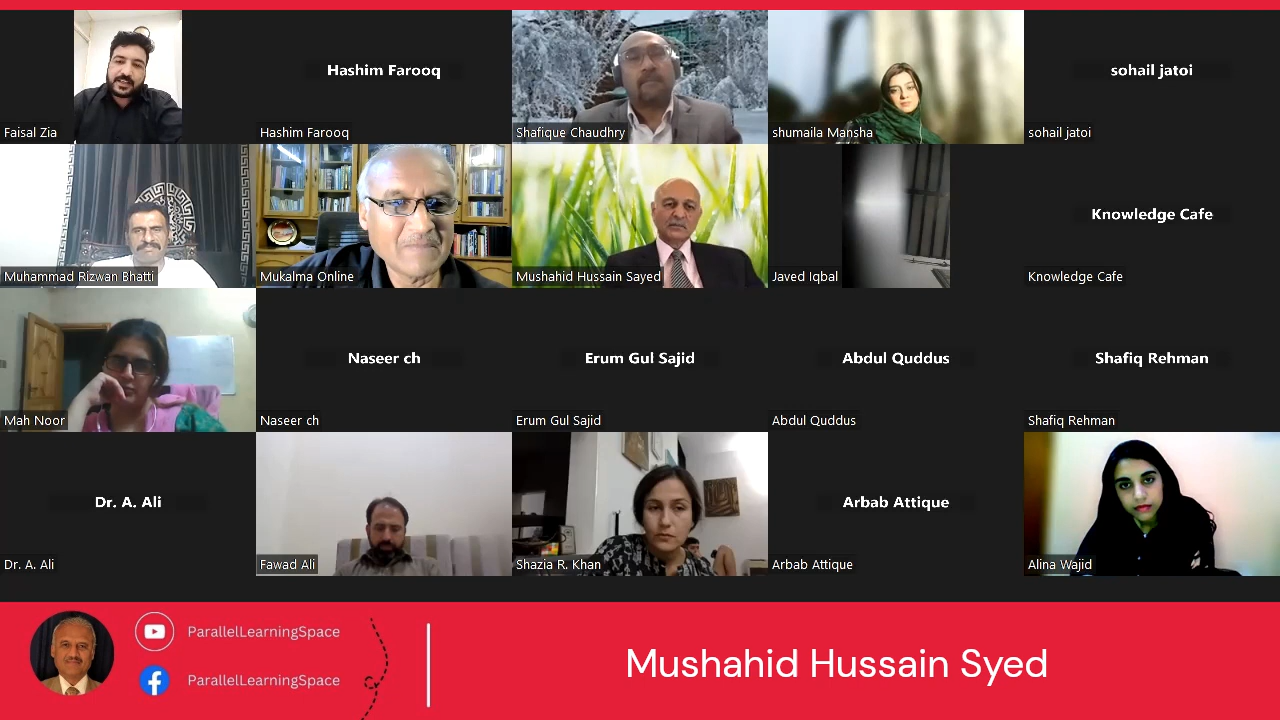 Hashim Farooq
sohail jatoi
Faisal Zia
Hashim Farooq
Shafique Chaudhry
shumaila Mansha
sohail jatoi
Knowledge Cafe
Muhammad Rizwan Bhatti
Mukalma Online
Mushahid Hussain Sayed
Javed Iqbal
Knowledge Cafe
Naseer ch
Erum Gul Sajid
Abdul Quddus
Shafiq Rehman
Mah Noor
Naseer ch
Erum Gul Sajid
Abdul Quddus
Shafiq Rehman
Dr. A. Ali
Arbab Attique
Dr. A. Ali
Fawad Ali
Shazia R. Khan
Arbab Attique
Alina Wajid
ParallelLearningSpace
ParallelLearningSpace
Mushahid Hussain Syed